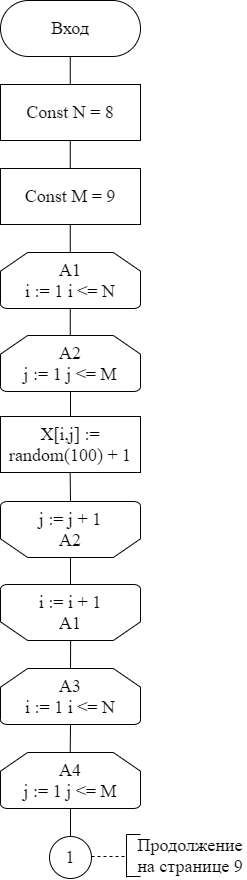 Вход
Const N = 8
Const M = 9
A1
i := 1 i <= N
A2
j := 1 j <= M
X[i,j] :=
random(100) + 1
j := j + 1
A2
i := i + 1
A1
A3
i := 1 i <= N
A4
j := 1 j <= M
1
Продолжение
на странице 9